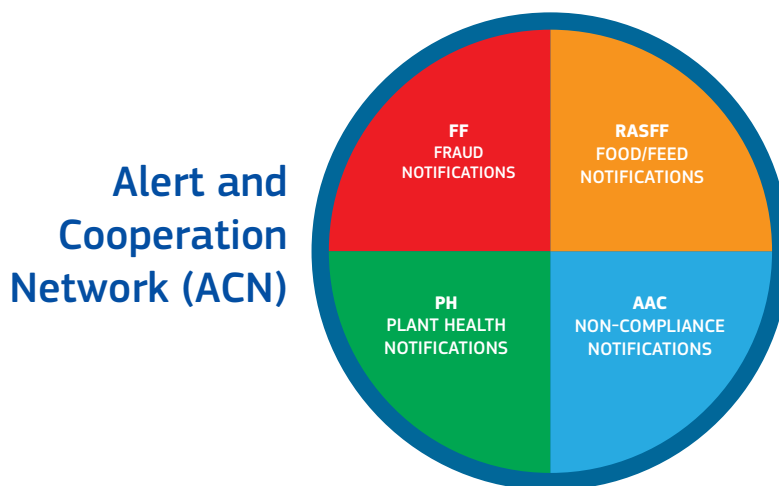 Alert and
Cooperation
Network (ACN)
FF
FRAUD
NOTIFICATIONS
RASFF
FOOD/FEED
NOTIFICATIONS
PH
PLANT HEALTH
NOTIFICATIONS
AAC
NON-COMPLIANCE
NOTIFICATIONS